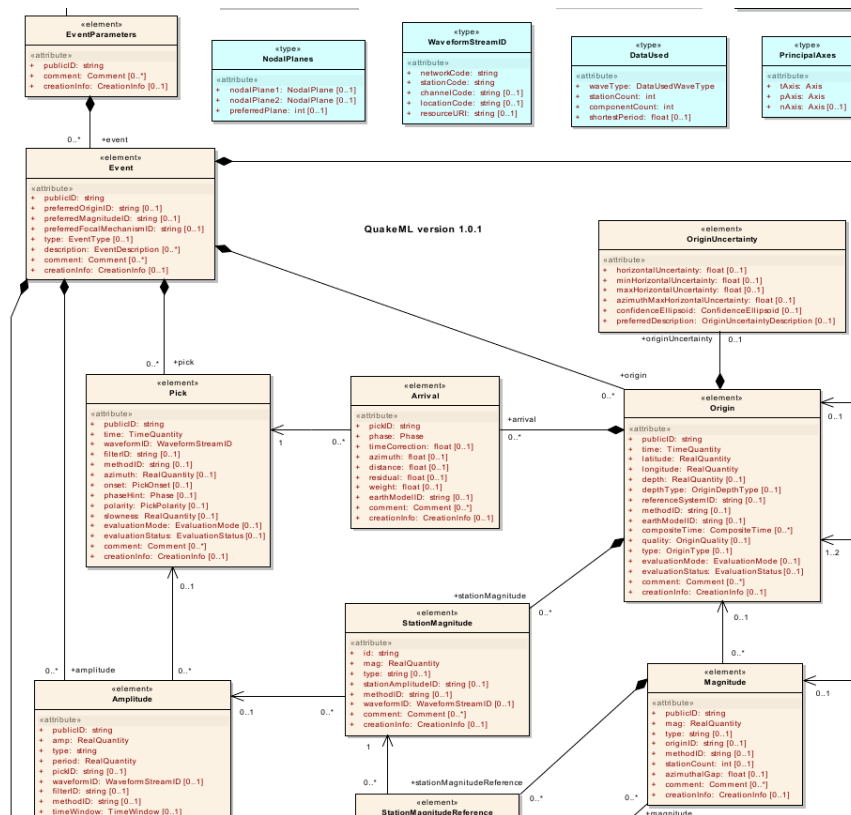 «element»
EventParameters
«attribute»
+ publicID: string
+ comment: Comment [0..*]
+ creationInfo: CreationInfo [0..1]
«type»
NodalPlanes
«attribute»
+ nodalPlane1: NodalPlane [0..1]
+ nodalPlane2: NodalPlane [0..1]
+ preferredPlane: int [0..1]
«type»
WaveformStreamID
«attribute»
+ networkCode: string
+ stationCode: string
+ channelCode: string [0..1]
+ locationCode: string [0..1]
+ resourceURI: string [0..1]
«type»
DataUsed
«attribute»
+ waveType: DataUsedWaveType
+ stationCount: int
+ componentCount: int
+ shortestPeriod: float [0..1]
«type»
PrincipalAxes
«attribute»
+ tAxis: Axis
+ pAxis: Axis
+ nAxis: Axis [0..1]
0..* +event
«element»
Event
«attribute»
+ publicID: string
+ preferredOriginID: string [0..1]
+ preferredMagnitudeID: string [0..1]
+ preferredFocalMechanismID: string [0..1]
+ type: EventType [0..1]
+ description: EventDescription [0..*]
+ comment: Comment [0..*]
+ creationInfo: CreationInfo [0..1]
QuakeML version 1.0.1
«element»
OriginUncertainty
«attribute»
+ horizontalUncertainty: float [0..1]
+ minHorizontalUncertainty: float [0..1]
+ maxHorizontalUncertainty: float [0..1]
+ azimuthMaxHorizontalUncertainty: float [0..1]
+ confidenceEllipsoid: ConfidenceEllipsoid [0..1]
+ preferredDescription: OriginUncertaintyDescription [0..1]
+originUncertainty 0..1
0..* +pick
+origin
0..*
«element»
Pick
«attribute»
+ publicID: string
+ time: TimeQuantity
+ waveformID: WaveformStreamID
+ filterID: string [0..1]
+ methodID: string [0..1]
+ azimuth: RealQuantity [0..1]
+ onset: PickOnset [0..1]
+ phaseHint: Phase [0..1]
+ polarity: PickPolarity [0..1]
+ slowness: RealQuantity [0..1]
+ evaluationMode: EvaluationMode [0..1]
+ evaluationStatus: EvaluationStatus [0..1]
+ comment: Comment [0..*]
+ creationInfo: CreationInfo [0..1]
1
0..*
«element»
Arrival
«attribute»
+ pickID: string
+ phase: Phase
+ timeCorrection: float [0..1]
+ azimuth: float [0..1]
+ distance: float [0..1]
+ residual: float [0..1]
+ weight: float [0..1]
+ earthModelID: string [0..1]
+ comment: Comment [0..*]
+ creationInfo: CreationInfo [0..1]
+arrival
0..*
«element»
Origin
«attribute»
+ publicID: string
+ time: TimeQuantity
+ latitude: RealQuantity
+ longitude: RealQuantity
+ depth: RealQuantity [0..1]
+ depthType: OriginDepthType [0..1]
+ referenceSystemID: string [0..1]
+ methodID: string [0..1]
+ earthModelID: string [0..1]
+ compositeTime: CompositeTime [0..*]
+ quality: OriginQuality [0..1]
+ type: OriginType [0..1]
+ evaluationMode: EvaluationMode [0..1]
+ evaluationStatus: EvaluationStatus [0..1]
+ comment: Comment [0..*]
+ creationInfo: CreationInfo [0..1]
0..1
1..2
0..1
0..*
+stationMagnitude
0..*
«element»
StationMagnitude
«attribute»
+ id: string
+ mag: RealQuantity
+ type: string [0..1]
+ stationAmplitudeID: string [0..1]
+ methodID: string [0..1]
+ waveformID: WaveformStreamID [0..1]
+ comment: Comment [0..*]
+ creationInfo: CreationInfo [0..1]
0..1
0..*
0..1
0..*
0..* +amplitude
0..*
«element»
Amplitude
«attribute»
+ publicID: string
+ amp: RealQuantity
+ type: string
+ period: RealQuantity
+ pickID: string [0..1]
+ waveformID: WaveformStreamID [0..1]
+ filterID: string [0..1]
+ methodID: string [0..1]
+ timeWindow: TimeWindow [0..1]
«element»
Magnitude
«attribute»
+ publicID: string
+ mag: RealQuantity
+ type: string [0..1]
+ originID: string [0..1]
+ methodID: string [0..1]
+ stationCount: int [0..1]
+ azimuthalGap: float [0..1]
+ comment: Comment [0..*]
+ creationInfo: CreationInfo [0..1]
0..1
1
0..*
+stationMagnitudeReference
0..*
«element»
StationMagnitudeReference
0..*
+magnitude